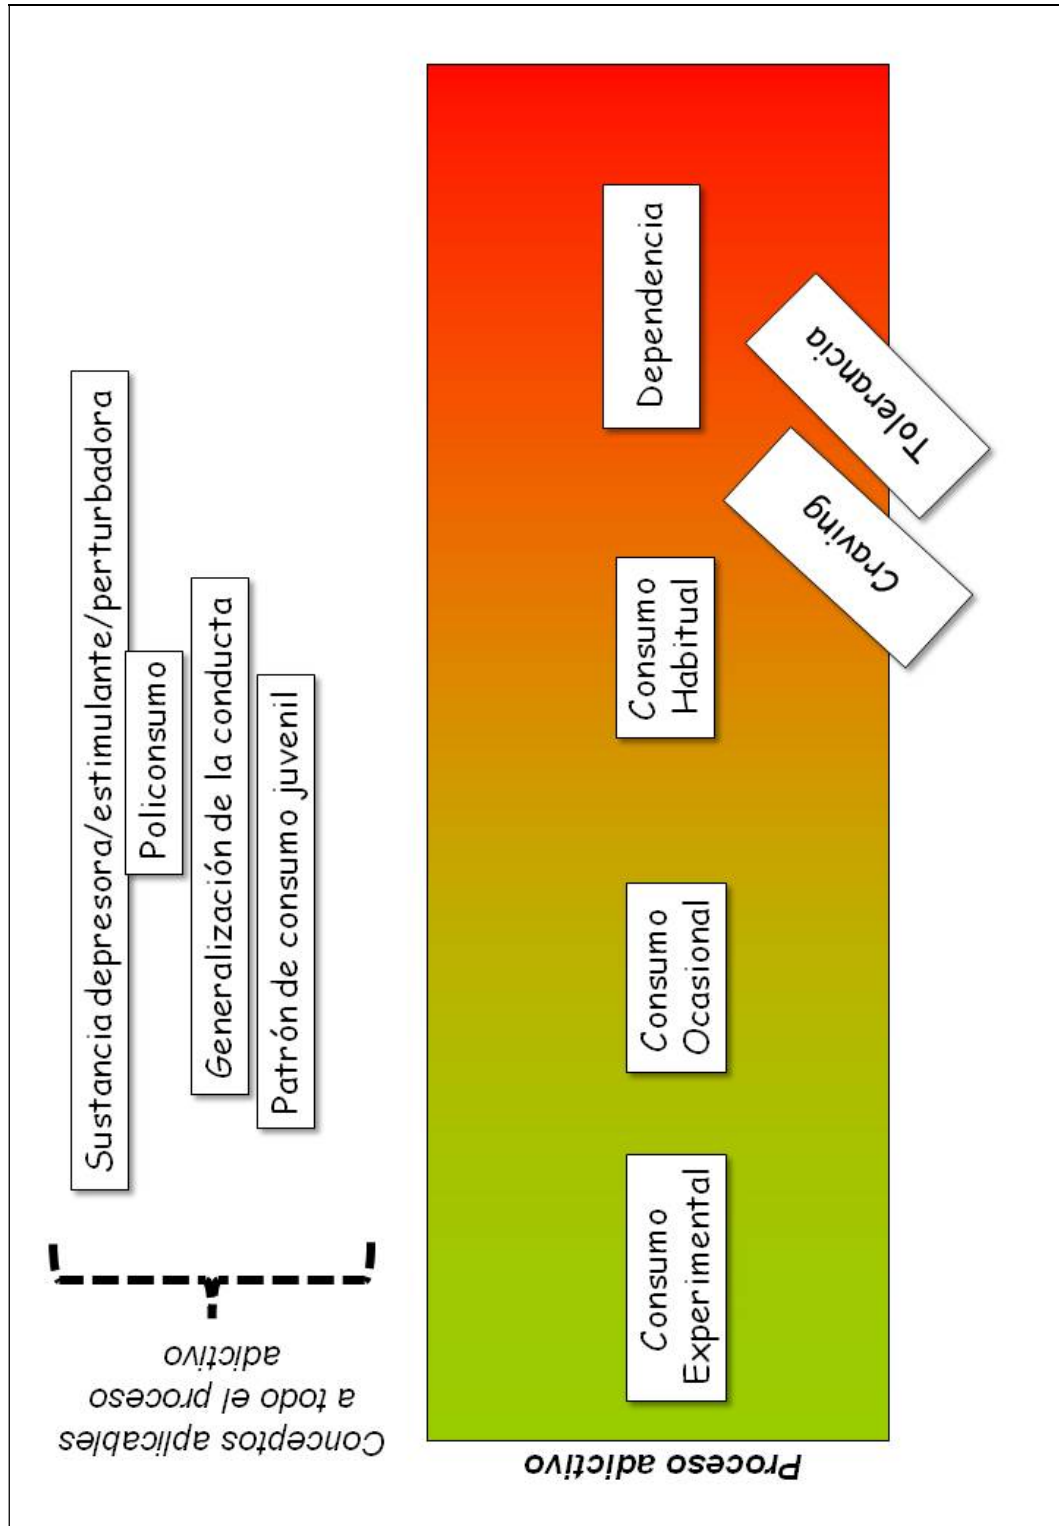 Conceptos aplicables
a todo el proceso
adictivo
Sustancia depresora/estimulante/perturbadora
Policonsumo
Generalización de la conducta
Patrón de consumo juvenil
Proceso adictivo
Consumo
Experimental
Consumo
Ocasional
Consumo
Habitual
Dependencia
Craving
Tolerancia